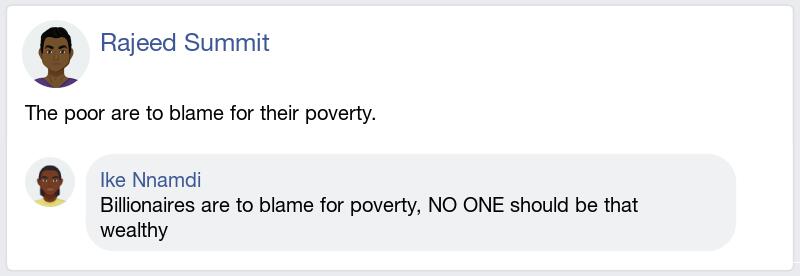 Rajeed Summit
The poor are to blame for their poverty.
Ike Nnamdi
Billionaires are to blame for poverty, NO ONE should be that
wealthy